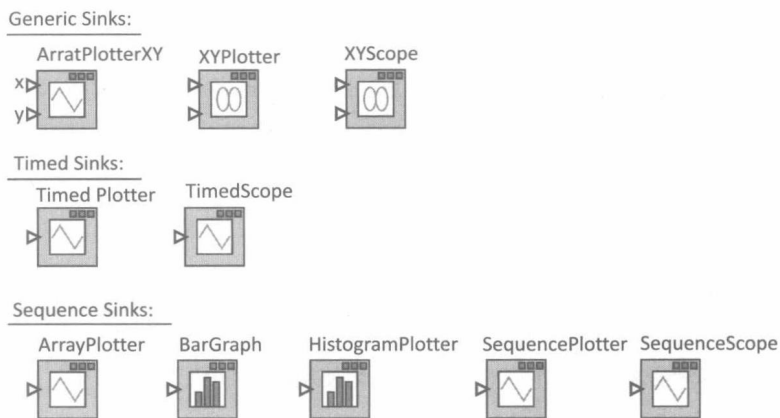 Generic Sinks:
ArratPlotterXY XYPlotter XYScope
x
y
Timed Sinks:
Timed Plotter TimedScope
Sequence Sinks:
ArrayPlotter BarGraph HistogramPlotter SequencePlotter SequenceScope